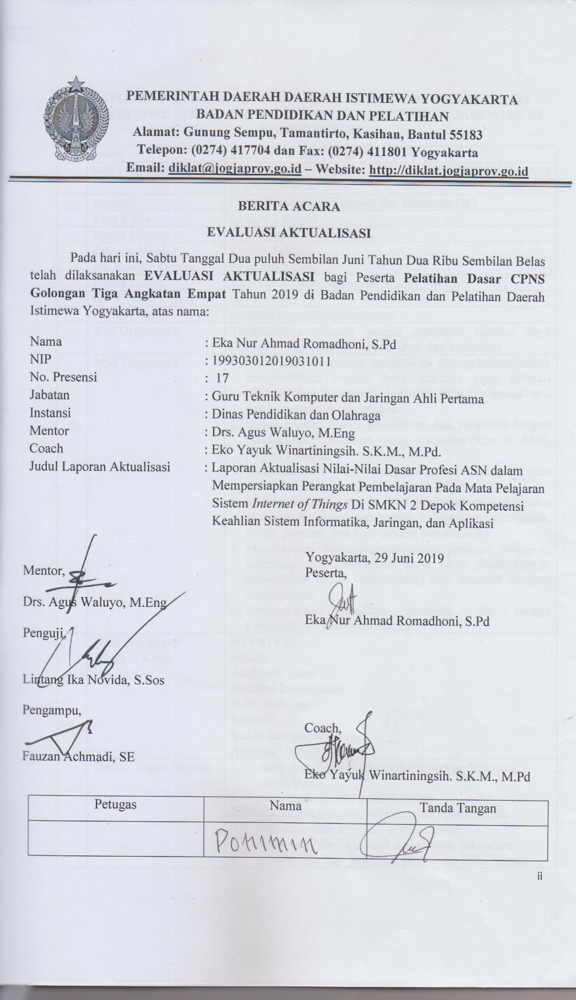 YOGYAKARTA
PEMERINTAH DAERAH DAERAH ISTIMEWA YOGYAKARTA
BADAN PENDIDIKAN DAN PELATIHAN
Alamat: Gunung Sempu, Tamantirto, Kasihan, Bantul 55183
Telepon: (0274) 417704 dan Fax: (0274) 411801 Yogyakarta
Email: diklat@jogjaprov.go.id – Website: http://diklat.jogjaprov.go.id
BERITA ACARA
EVALUASI AKTUALISASI
Pada hari ini, Sabtu Tanggal Dua puluh Sembilan Juni Tahun Dua Ribu Sembilan Belas
telah dilaksanakan EVALUASI AKTUALISASI bagi Peserta Pelatihan Dasar CPNS
Golongan Tiga Angkatan Empat Tahun 2019 di Badan Pendidikan dan Pelatihan Daerah
Istimewa Yogyakarta, atas nama:
Nama : Eka Nur Ahmad Romadhoni, S.Pd
NIP : 199303012019031011
No. Presensi : 17
Jabatan : Guru Teknik Komputer dan Jaringan Ahli Pertama
Instansi : Dinas Pendidikan dan Olahraga
Mentor : Drs. Agus Waluyo, M.Eng
Coach : Eko Yayuk Winartiningsih. S.K.M., M.Pd.
Judul Laporan Aktualisasi : Laporan Aktualisasi Nilai-Nilai Dasar Profesi ASN dalam
Mempersiapkan Perangkat Pembelajaran Pada Mata Pelajaran
Sistem Internet of Things Di SMKN 2 Depok Kompetensi
Keahlian Sistem Informatika, Jaringan, dan Aplikasi
Yogyakarta, 29 Juni 2019
Mentor,
Peserta,
Drs. Agus Waluyo, M.Eng
Eka Nur Ahmad Romadhoni, S.Pd
Penguji,
Lintang Ika Novida, S.Sos
Pengampu,
Coach,
Fauzan Achmadi, SE
Eko Yayuk Winartiningsih. S.K.M., M.Pd
Petugas Nama Tanda Tangan
PONIMIN
ii